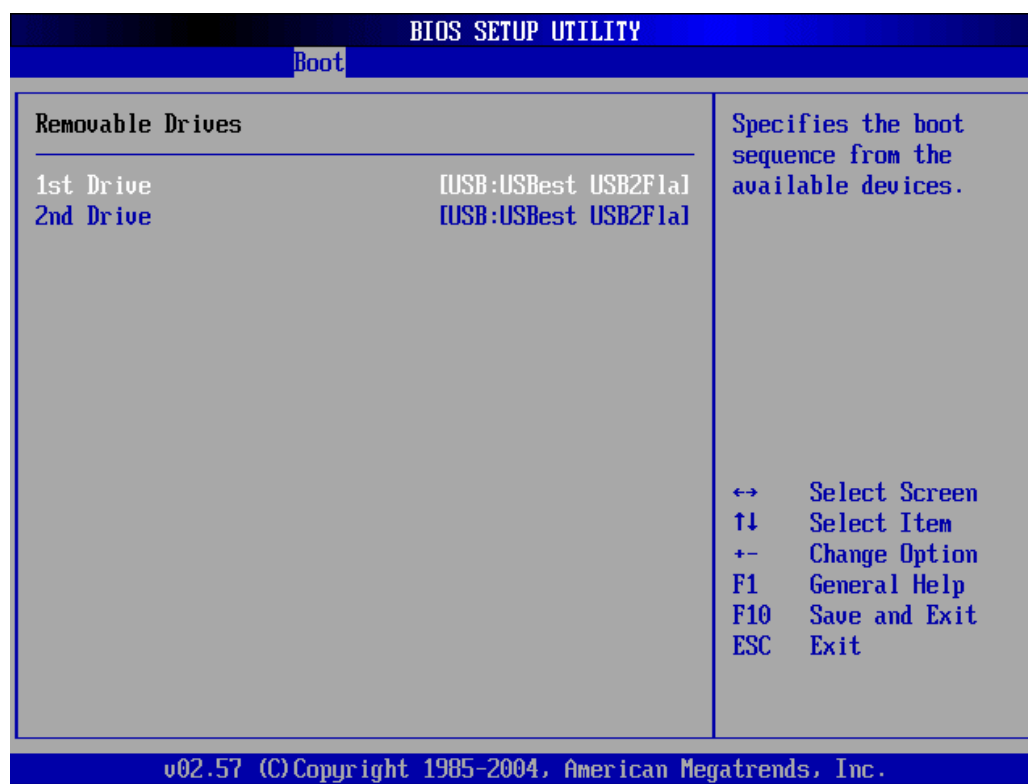 BIOS SETUP UTILITY
Boot
Removable Drives
1st Drive [USB:USBest USB2Fla]
2nd Drive [USB:USBest USB2Fla]
Specifies the boot
sequence from the
available devices.
←→ Select Screen
↑↓ Select Item
+- Change Option
F1 General Help
F10 Save and Exit
ESC Exit
v02.57 (C)Copyright 1985-2004, American Megatrends, Inc.